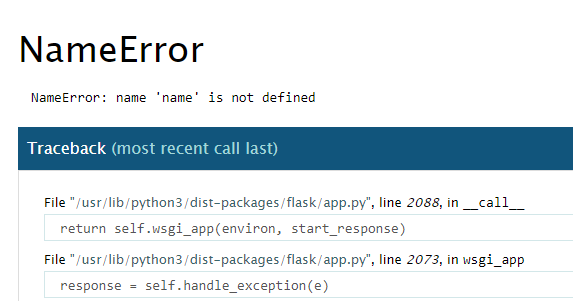 NameError
NameError: name 'name' is not defined
Traceback (most recent call last)
File "/usr/lib/python3/dist-packages/flask/app.py", line 2088, in __call__
return self.wsgi_app(environ, start_response)
File "/usr/lib/python3/dist-packages/flask/app.py", line 2073, in wsgi_app
response = self.handle_exception(e)